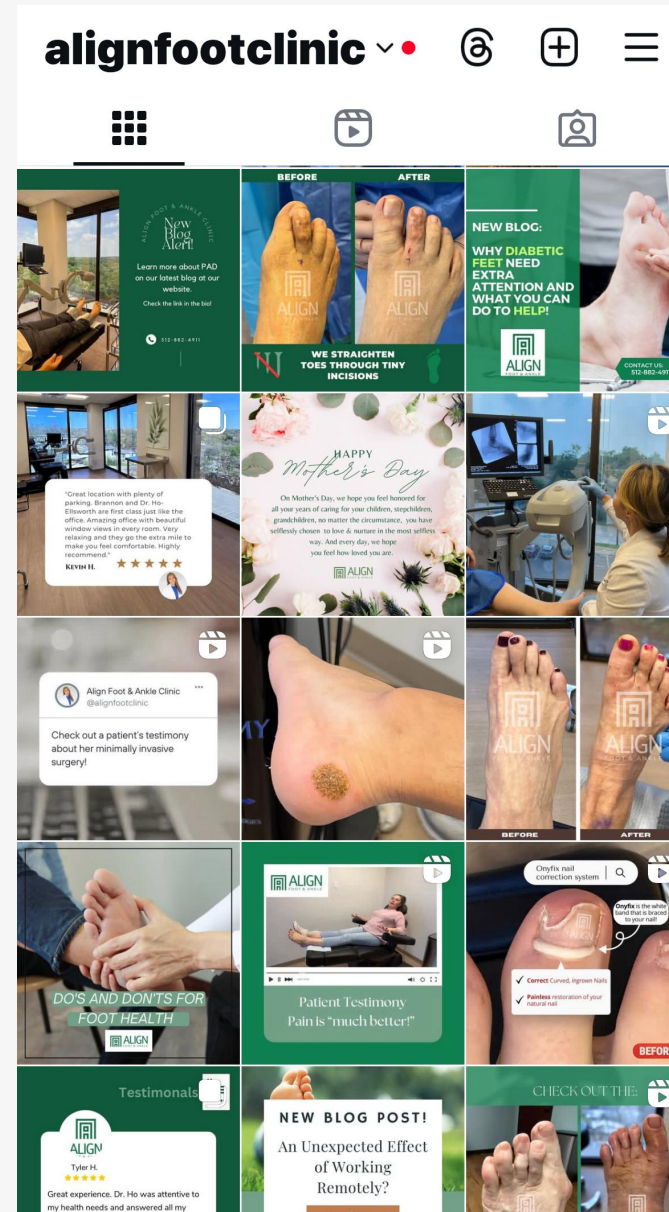 alignfootclinic
ALIGN FOOT & ANKLE CLINIC
New
Blog
Alert!
Learn more about PAD
on our latest blog at our
website.
Check the link in the bio!
512-882-4911
BEFORE
AFTER
ALIGN
ALIGN
WE STRAIGHTEN
TOES THROUGH TINY
INCISIONS
NEW BLOG:
WHY DIABETIC
FEET NEED
EXTRA
ATTENTION AND
WHAT YOU CAN
DO TO HELP!
ALIGN
FOOT & ANKLE
CONTACT US:
512-882-491
"Great location with plenty of
parking. Brannon and Dr. Ho-
Ellsworth are first class just like the
office. Amazing office with beautiful
window views in every room. Very
relaxing and they go the extra mile to
make you feel comfortable. Highly
recommend."
KEVIN H.
HAPPY
Mother's Day
On Mother's Day, we hope you feel honored for
all your years of caring for your children, stepchildren,
grandchildren, no matter the circumstance, you have
selflessly chosen to love & nurture in the most selfless
way. And every day, we hope
you feel how loved you are.
ALIGN
Align Foot & Ankle Clinic
@alignfootclinic
Check out a patient's testimony
about her minimally invasive
surgery!
ALIGN
FOOT & ANKLE
ALIGN
FOOT & ANKLE
BEFORE
AFTER
DO'S AND DON'TS FOR
FOOT HEALTH
ALIGN
ALIGN
FOOT & ANKLE
Patient Testimony
Pain is "much better!"
Onyfix nail
correction system
Onyfix is the white
band that is braced
to your nail!
ALIGN
Correct Curved, Ingrown Nails
Painless restoration of your
natural nail
BEFOR
Testimonals
ALIGN
Tyler H.
Great experience. Dr. Ho was attentive to
my health needs and answered all my
NEW BLOG POST!
An Unexpected Effect
of Working
Remotely?
CHECK OUT THE: